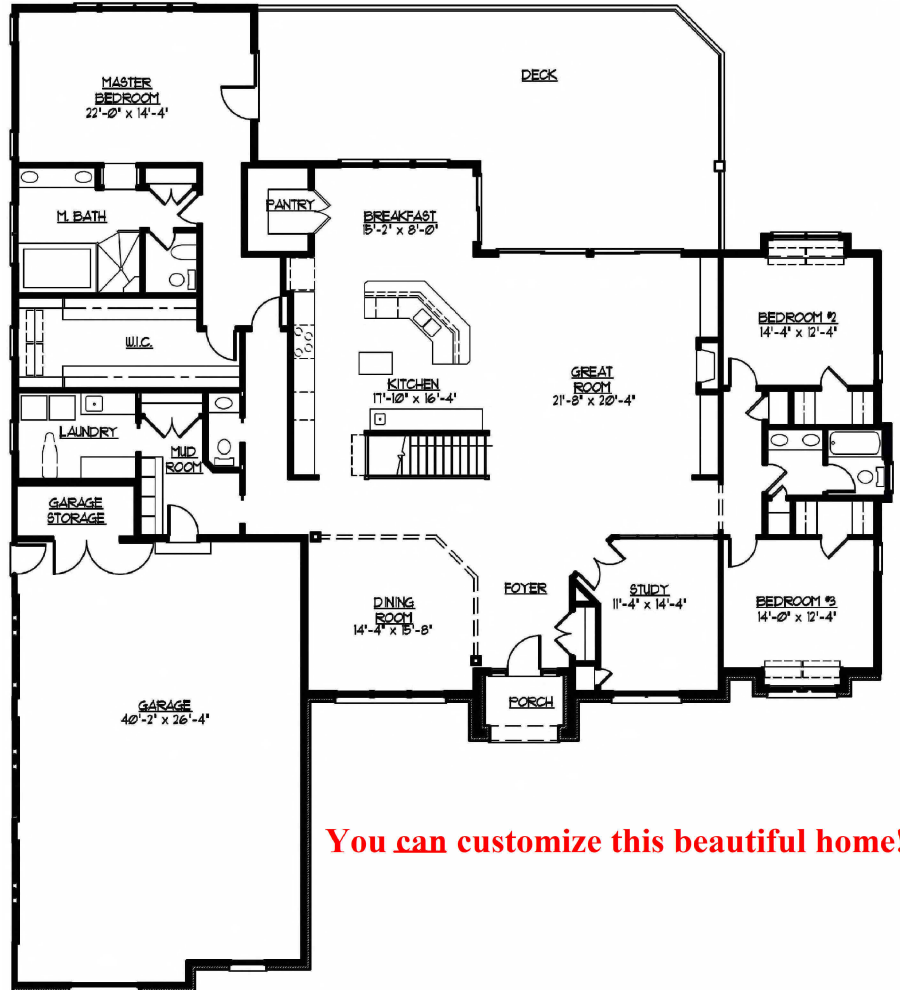 MASTER
BEDROOM
22'-0" x 14'-4"
DECK
M. BATH
PANTRY
BREAKFAST
15'-2" x 8'-0"
W.I.C.
BEDROOM #2
14'-4" x 12'-4"
KITCHEN
17'-10" x 16'-4"
GREAT
ROOM
21'-8" x 20'-4"
LAUNDRY
MUD
ROOM
GARAGE
STORAGE
DINING
ROOM
14'-4" x 15'-8"
FOYER
STUDY
11'-4" x 14'-4"
BEDROOM #3
14'-0" x 12'-4"
GARAGE
40'-2" x 26'-4"
PORCH
You can customize this beautiful home!